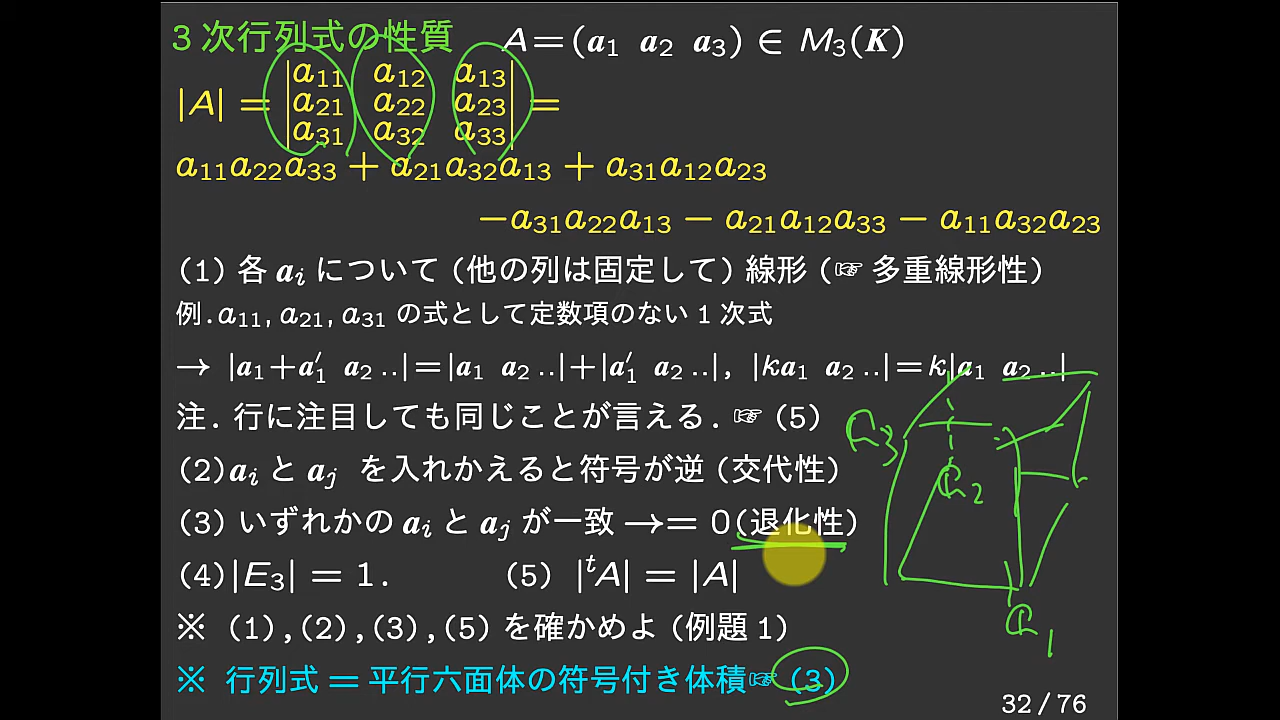 3次行列式の性質 A=(a₁ a₂ a₃) ∈ M₃(K)
|a₁₁ a₁₂ a₁₃|
|A| = |a₂₁ a₂₂ a₂₃| =
|a₃₁ a₃₂ a₃₃|
a₁₁a₂₂a₃₃ + a₂₁a₃₂a₁₃ + a₃₁a₁₂a₂₃
−a₃₁a₂₂a₁₃ − a₂₁a₁₂a₃₃ − a₁₁a₃₂a₂₃
(1) 各 aᵢ について (他の列は固定して) 線形 (☞ 多重線形性)
例.a₁₁, a₂₁, a₃₁ の式として定数項のない 1 次式
→ |a₁+a₁′ a₂ ..|=|a₁ a₂ ..|+|a₁′ a₂ ..|, |ka₁ a₂ ..|=k|a₁ a₂ ..|
注. 行に注目しても同じことが言える. ☞ (5)
a₃
(2)aᵢ と aⱼ を入れかえると符号が逆 (交代性)
a₂
(3) いずれかの aᵢ と aⱼ が一致 →= 0(退化性)
(4)|E₃| = 1. (5) |ᵗA| = |A|
※ (1),(2),(3),(5) を確かめよ (例題 1)
a₁
※ 行列式 = 平行六面体の符号付き体積☞ (3)
32 / 76